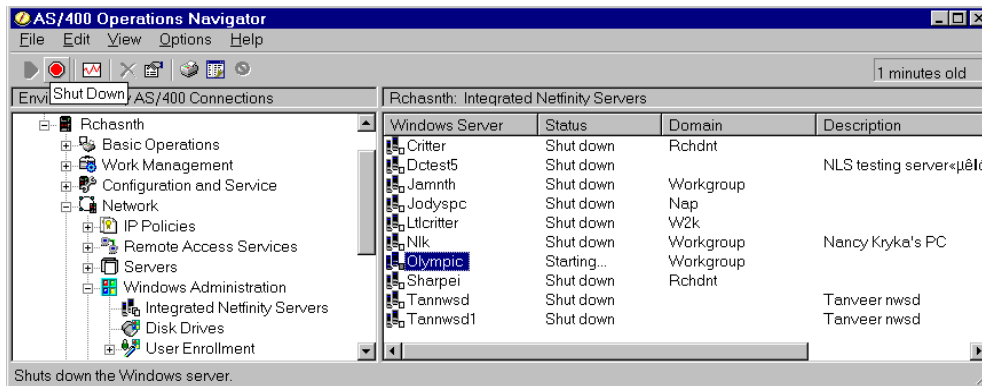 AS/400 Operations Navigator
File Edit View Options Help
1 minutes old
Shut Down
Envi AS/400 Connections
Rchasnth: Integrated Netfinity Servers
Rchasnth
Basic Operations
Work Management
Configuration and Service
Network
IP Policies
Remote Access Services
Servers
Windows Administration
Integrated Netfinity Servers
Disk Drives
User Enrollment
Windows Server Status Domain Description
Critter Shut down Rchdnt
Dctest5 Shut down NLS testing server«µêló
Jamnth Shut down Workgroup
Jodyspc Shut down Nap
Ltlcritter Shut down W2k
Nlk Shut down Workgroup Nancy Kryka's PC
Olympic Starting... Workgroup
Sharpei Shut down Rchdnt
Tannwsd Shut down Tanveer nwsd
Tannwsd1 Shut down Tanveer nwsd
Shuts down the Windows server.